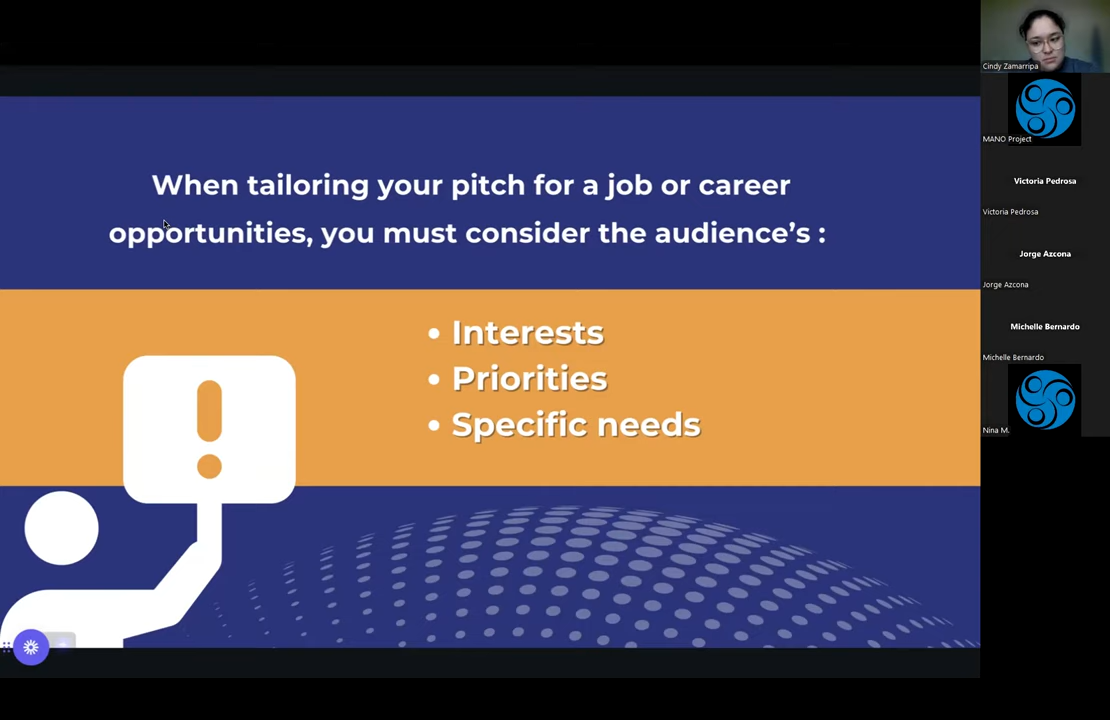 When tailoring your pitch for a job or career
opportunities, you must consider the audience's :
• Interests
• Priorities
• Specific needs
!
Cindy Zamarripa
MANO Project
Victoria Pedrosa
Victoria Pedrosa
Jorge Azcona
Jorge Azcona
Michelle Bernardo
Michelle Bernardo
Nina M.